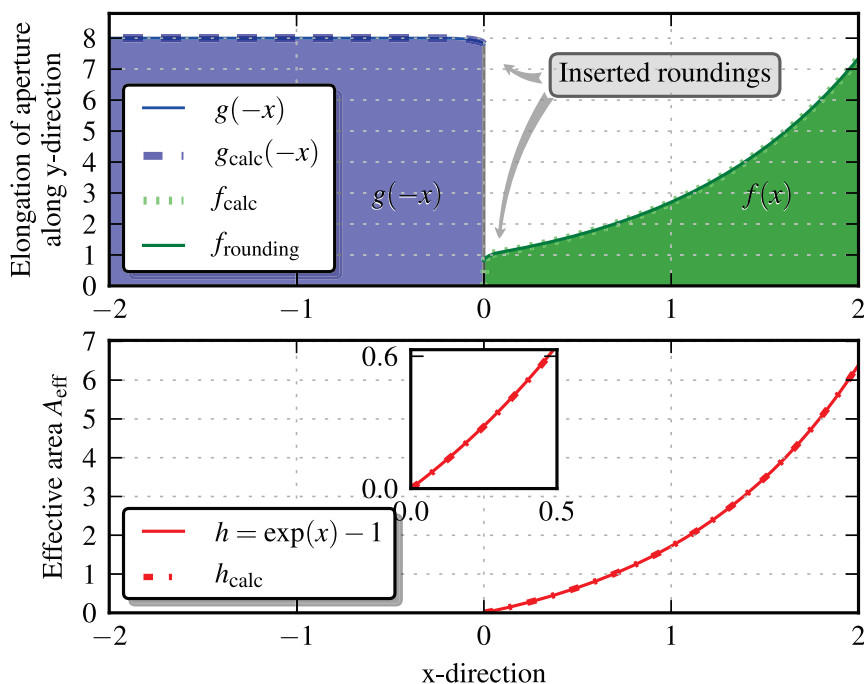 Elongation of aperture
along y-direction
8
7
6
5
4
3
2
1
0
g(−x)
g_calc(−x)
f_calc
f_rounding
g(−x)
Inserted roundings
f(x)
−2
−1
0
1
2
Effective area A_eff
7
6
5
4
3
2
1
0
0.6
0.0
0.0
0.5
h = exp(x) − 1
h_calc
−2
−1
0
1
2
x-direction